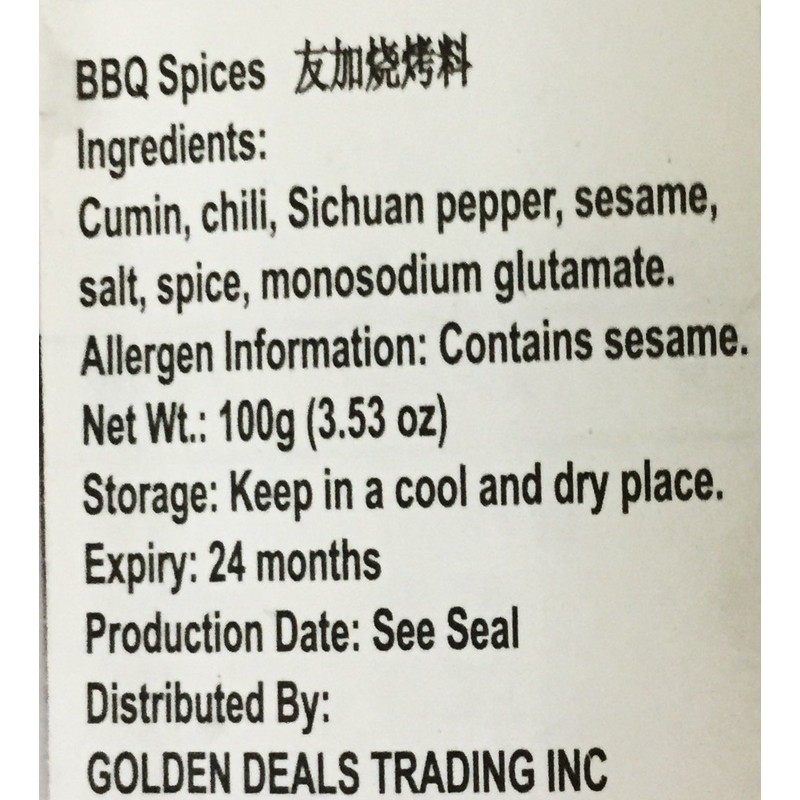 BBQ Spices 友加烧烤料
Ingredients:
Cumin, chili, Sichuan pepper, sesame,
salt, spice, monosodium glutamate.
Allergen Information: Contains sesame.
Net Wt.: 100g (3.53 oz)
Storage: Keep in a cool and dry place.
Expiry: 24 months
Production Date: See Seal
Distributed By:
GOLDEN DEALS TRADING INC